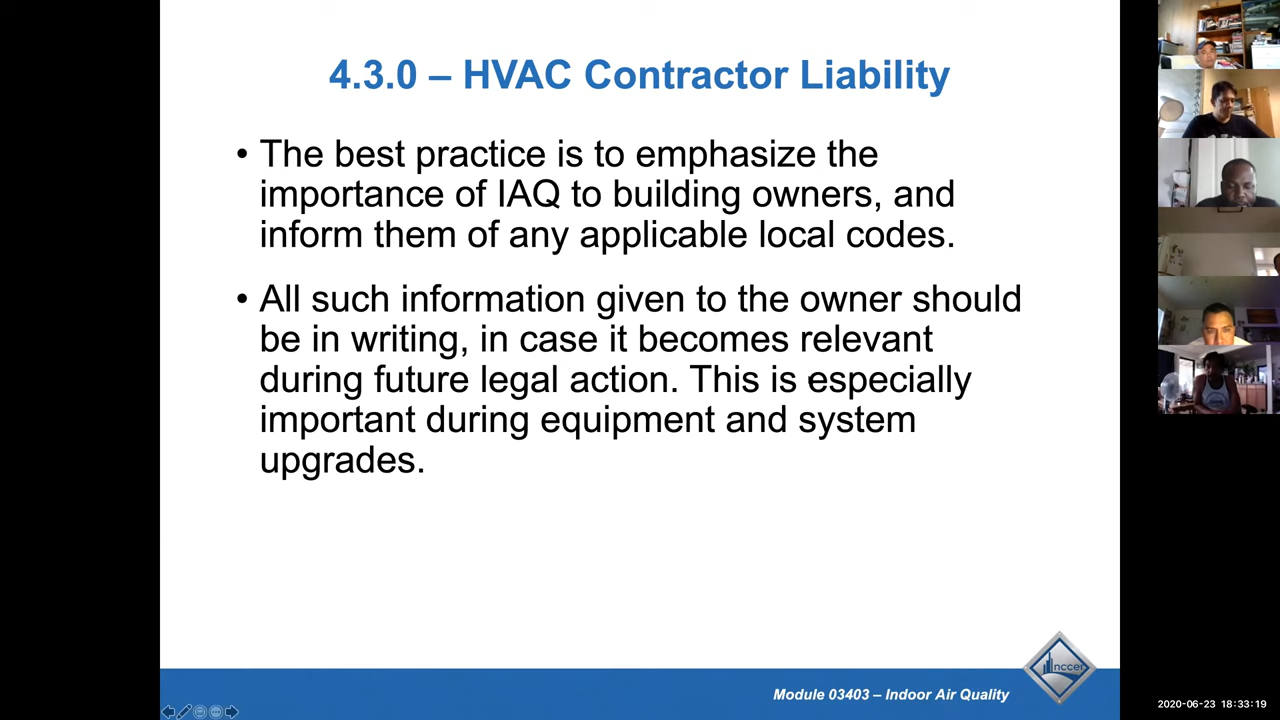 4.3.0 – HVAC Contractor Liability
• The best practice is to emphasize the
importance of IAQ to building owners, and
inform them of any applicable local codes.
• All such information given to the owner should
be in writing, in case it becomes relevant
during future legal action. This is especially
important during equipment and system
upgrades.
nccer
Module 03403 – Indoor Air Quality
2020-06-23 18:33:19